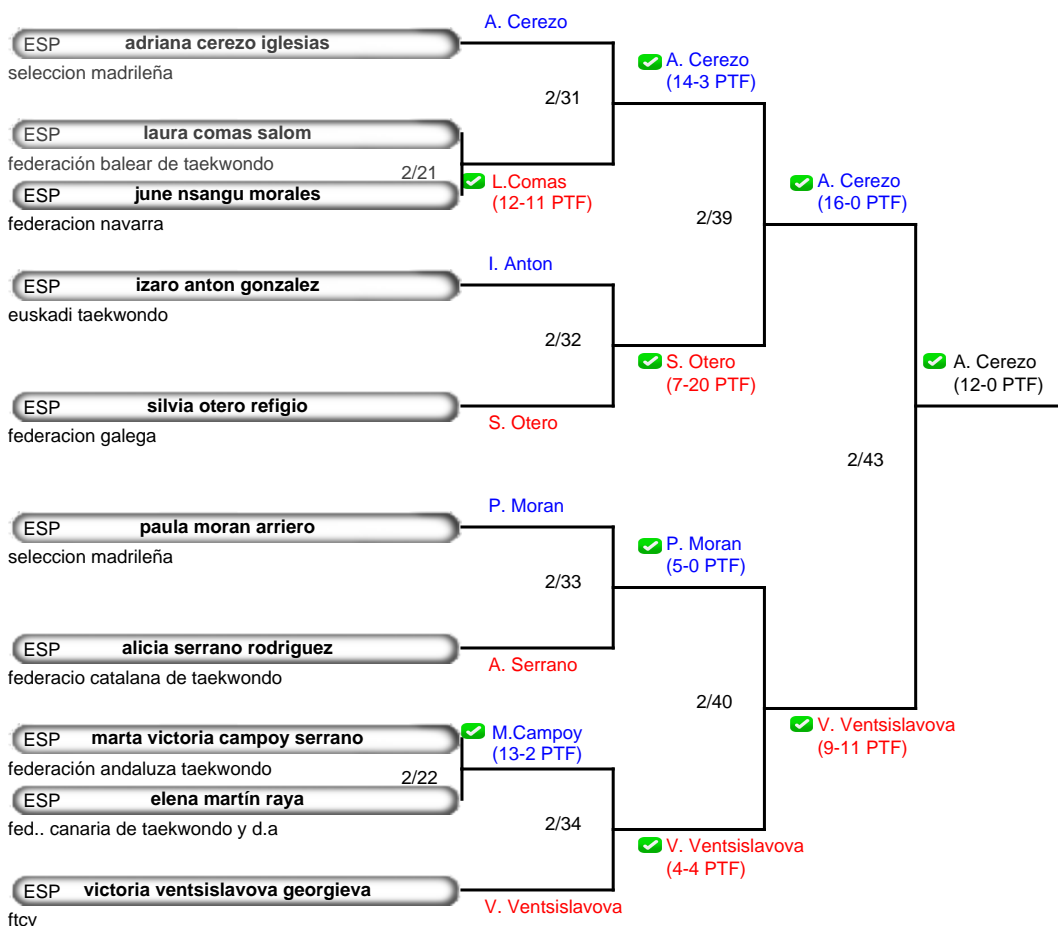 A. Cerezo
ESP adriana cerezo iglesias
seleccion madrileña
A. Cerezo
(14-3 PTF)
2/31
ESP laura comas salom
federación balear de taekwondo
2/21
L.Comas
(12-11 PTF)
ESP june nsangu morales
federacion navarra
A. Cerezo
(16-0 PTF)
2/39
I. Anton
ESP izaro anton gonzalez
euskadi taekwondo
2/32
S. Otero
(7-20 PTF)
A. Cerezo
(12-0 PTF)
ESP silvia otero refigio
federacion galega
S. Otero
2/43
P. Moran
ESP paula moran arriero
seleccion madrileña
P. Moran
(5-0 PTF)
2/33
ESP alicia serrano rodriguez
federacio catalana de taekwondo
A. Serrano
2/40
V. Ventsislavova
(9-11 PTF)
ESP marta victoria campoy serrano
federación andaluza taekwondo
M.Campoy
(13-2 PTF)
2/22
ESP elena martín raya
fed.. canaria de taekwondo y d.a
2/34
V. Ventsislavova
(4-4 PTF)
ESP victoria ventsislavova georgieva
ftcv
V. Ventsislavova